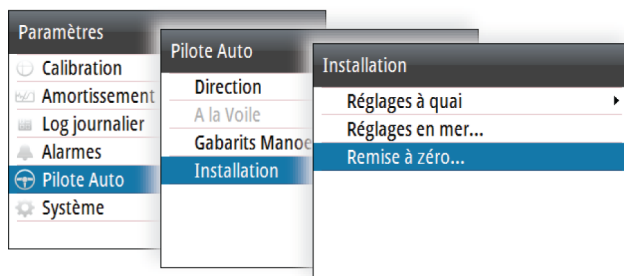 Paramètres
Calibration
Amortissement
Log journalier
Alarmes
Pilote Auto
Système
Pilote Auto
Direction
A la Voile
Gabarits Manoe
Installation
Installation
Réglages à quai
Réglages en mer...
Remise à zéro...